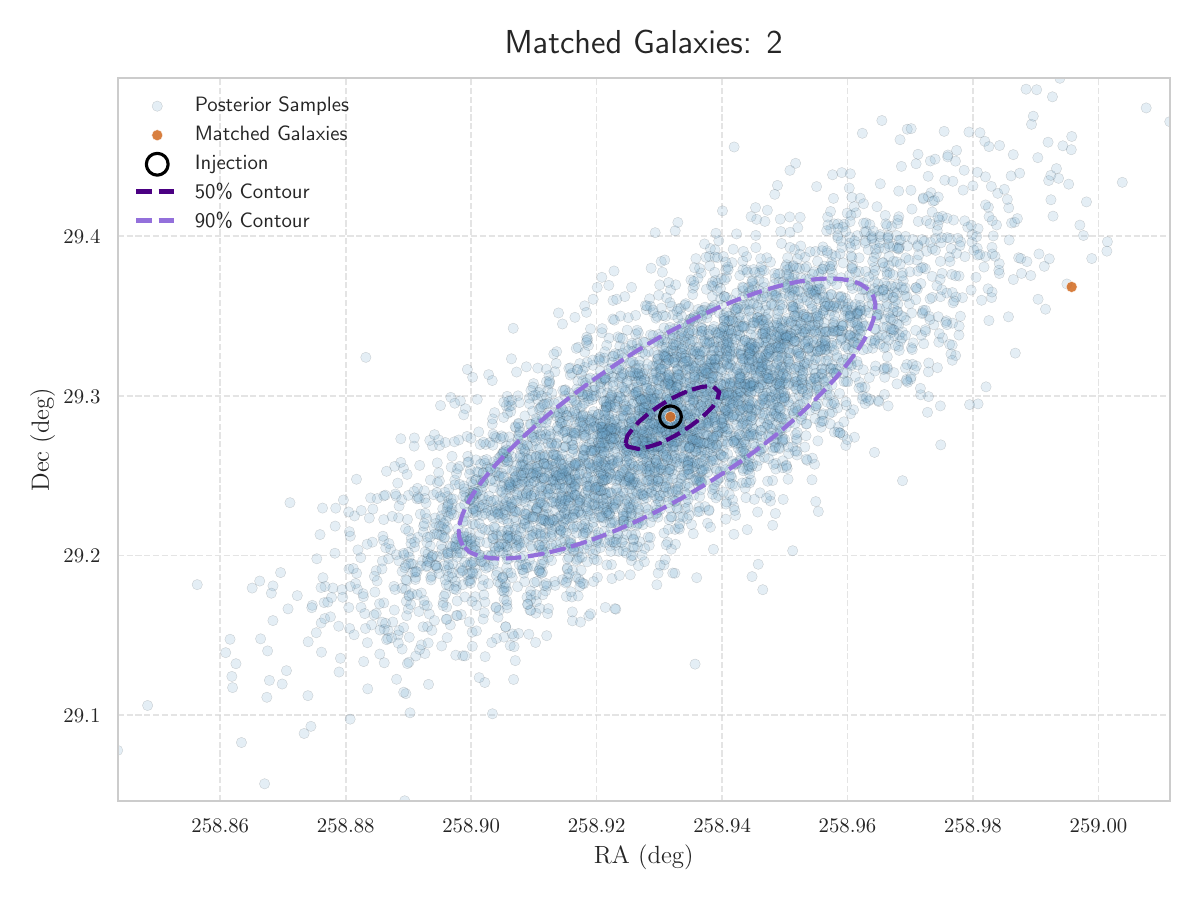 Matched Galaxies: 2
Posterior Samples
Matched Galaxies
Injection
50% Contour
90% Contour
Dec (deg)
29.4
29.3
29.2
29.1
258.86 258.88 258.90 258.92 258.94 258.96 258.98 259.00
RA (deg)